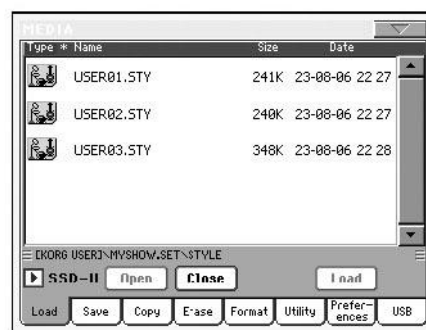 MEDIA
Type * Name Size Date
USER01.STY 241K 23-08-06 22 27
USER02.STY 240K 23-08-06 22 27
USER03.STY 348K 23-08-06 22 28
[KORG USER]\MYSHOW.SET\STYLE
SSD-U Open Close Load
Load Save Copy Erase Format Utility Prefer-
ences USB